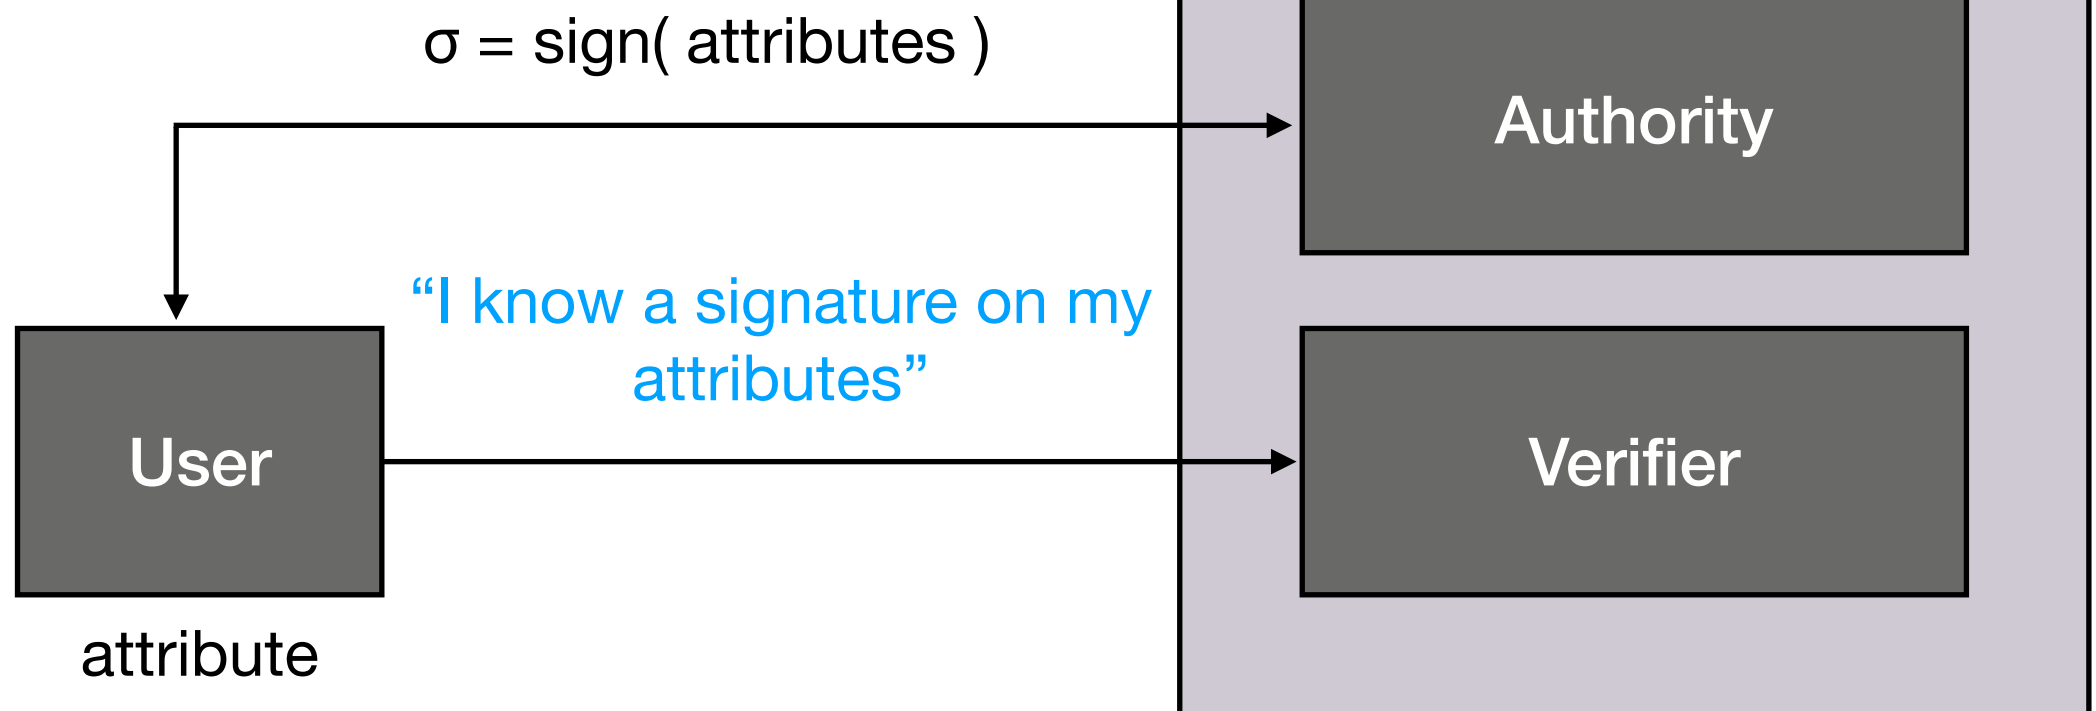 σ = sign( attributes )
Authority
“I know a signature on my
attributes”
User
Verifier
attribute